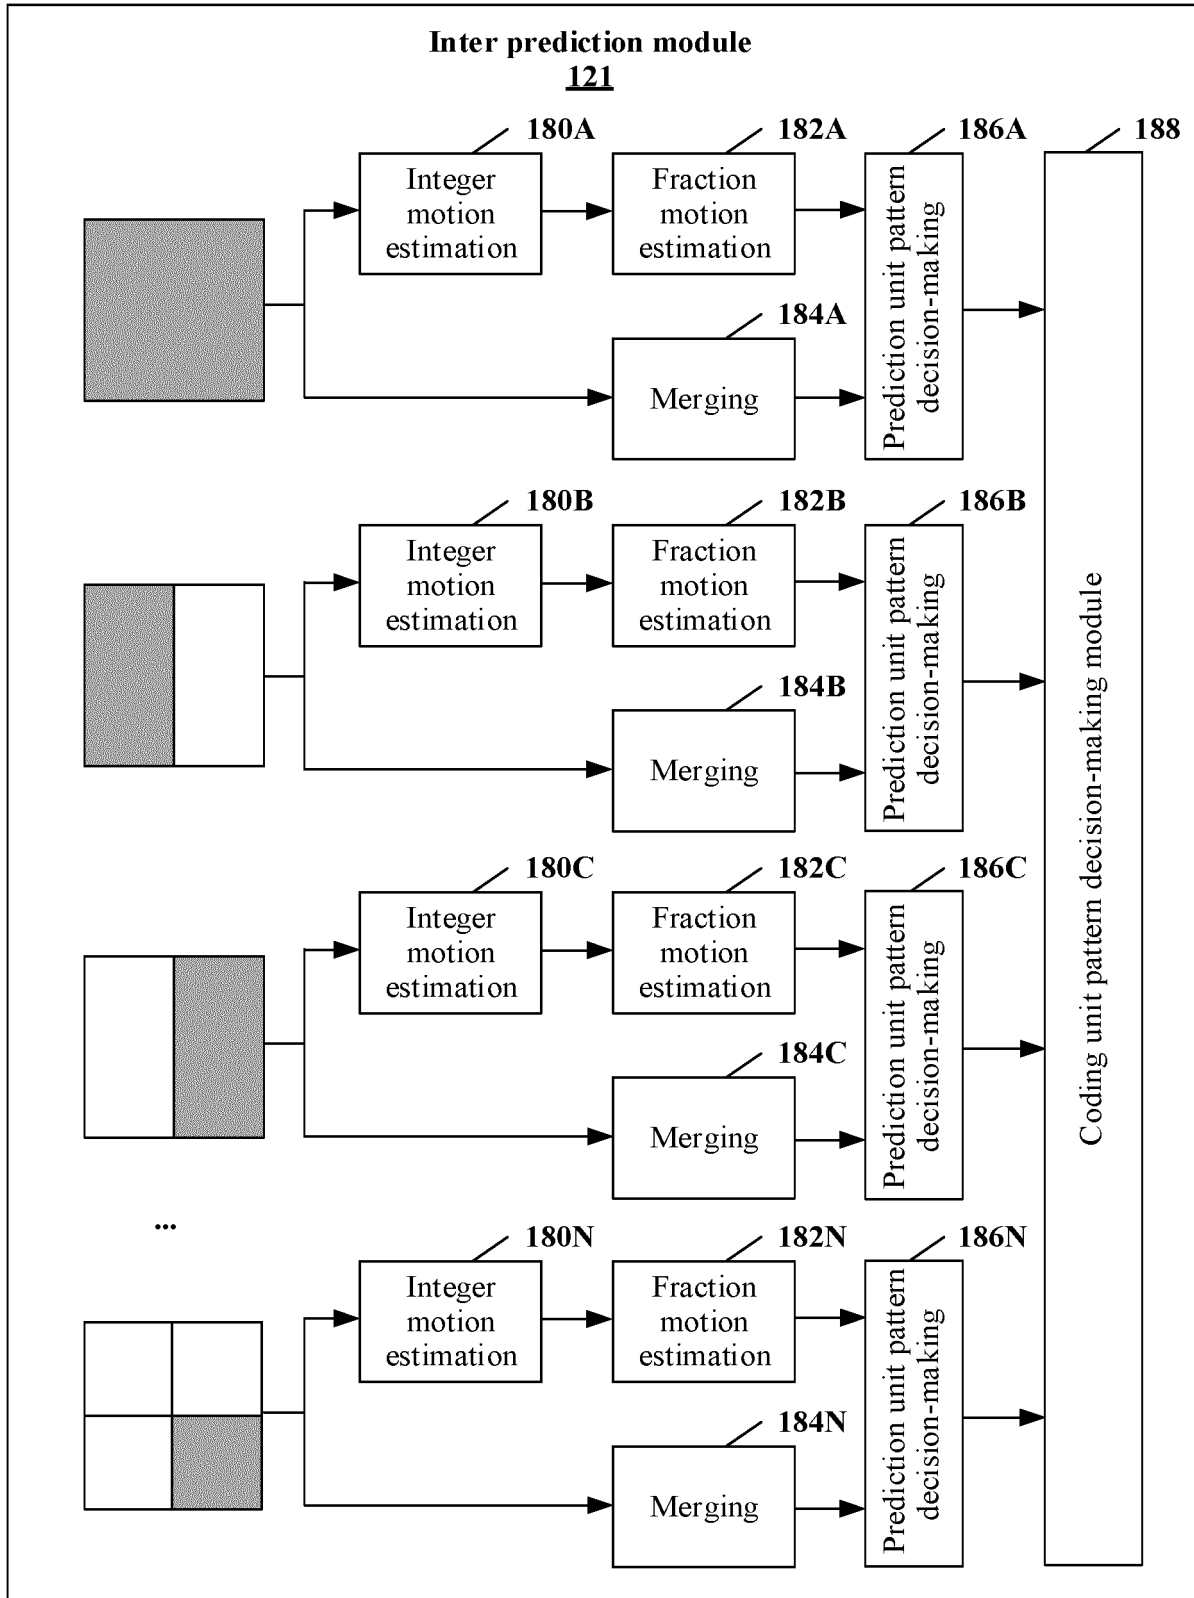 Inter prediction module
121
180A
182A
186A
188
Integer
motion
estimation
Fraction
motion
estimation
184A
Merging
Prediction unit pattern
decision-making
180B
182B
186B
Integer
motion
estimation
Fraction
motion
estimation
184B
Merging
Prediction unit pattern
decision-making
Coding unit pattern decision-making module
180C
182C
186C
Integer
motion
estimation
Fraction
motion
estimation
184C
Merging
Prediction unit pattern
decision-making
...
180N
182N
186N
Integer
motion
estimation
Fraction
motion
estimation
184N
Merging
Prediction unit pattern
decision-making